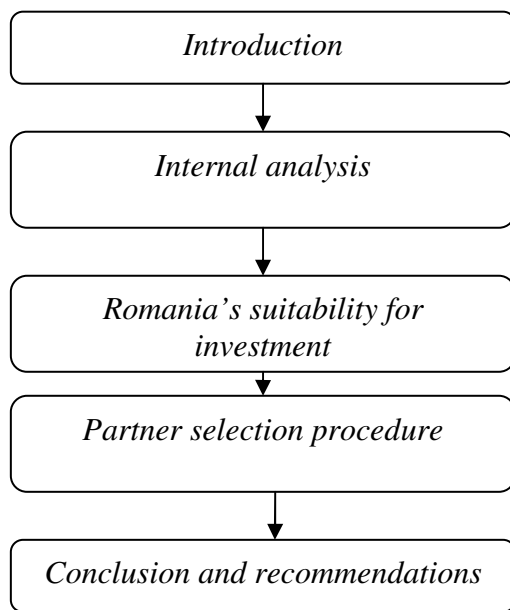 Introduction
Internal analysis
Romania’s suitability for
investment
Partner selection procedure
Conclusion and recommendations